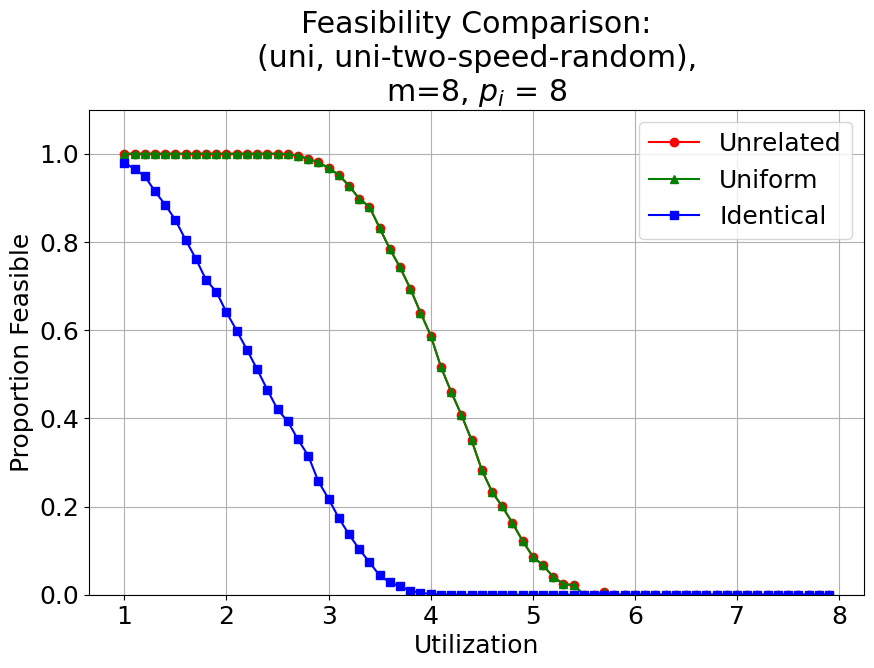 Feasibility Comparison:
(uni, uni-two-speed-random),
m=8, $p_i$ = 8
Unrelated
Uniform
Identical
Proportion Feasible
1.0
0.8
0.6
0.4
0.2
0.0
1 2 3 4 5 6 7 8
Utilization